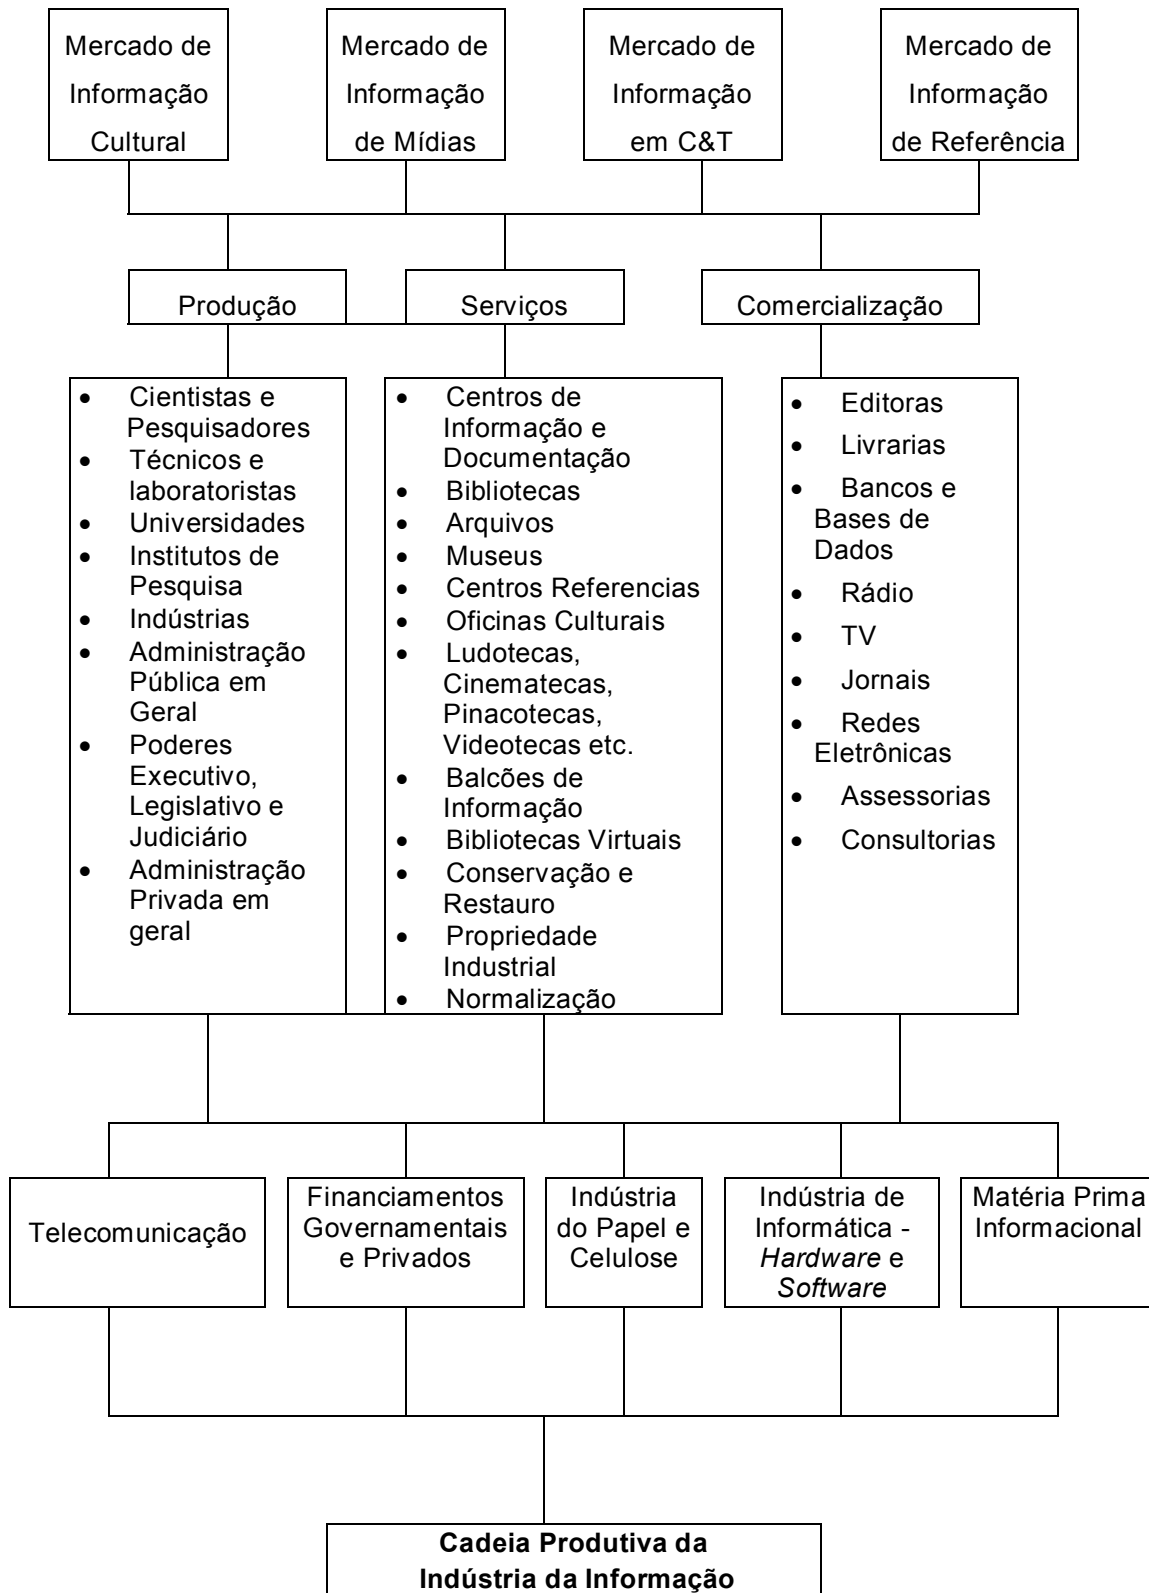 Mercado de
Informação
Cultural
Mercado de
Informação
de Mídias
Mercado de
Informação
em C&T
Mercado de
Informação
de Referência
Produção
Serviços
Comercialização
• Cientistas e
Pesquisadores
• Técnicos e
laboratoristas
• Universidades
• Institutos de
Pesquisa
• Indústrias
• Administração
Pública em
Geral
• Poderes
Executivo,
Legislativo e
Judiciário
• Administração
Privada em
geral
• Centros de
Informação e
Documentação
• Bibliotecas
• Arquivos
• Museus
• Centros Referencias
• Oficinas Culturais
• Ludotecas,
Cinematecas,
Pinacotecas,
Videotecas etc.
• Balcões de
Informação
• Bibliotecas Virtuais
• Conservação e
Restauro
• Propriedade
Industrial
• Normalização
• Editoras
• Livrarias
• Bancos e
Bases de
Dados
• Rádio
• TV
• Jornais
• Redes
Eletrônicas
• Assessorias
• Consultorias
Telecomunicação
Financiamentos
Governamentais
e Privados
Indústria
do Papel e
Celulose
Indústria de
Informática -
Hardware e
Software
Matéria Prima
Informacional
Cadeia Produtiva da
Indústria da Informação